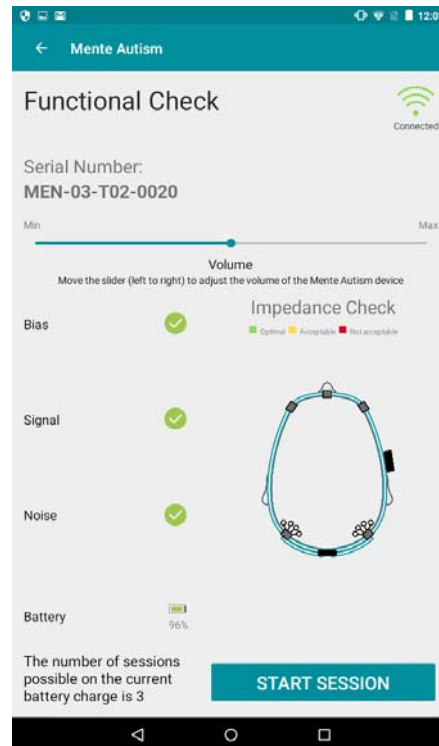 12:0
Mente Autism
Functional Check
Connected
Serial Number:
MEN-03-T02-0020
Min
Max
Volume
Move the slider (left to right) to adjust the volume of the Mente Autism device
Impedance Check
Optimal Acceptable Not acceptable
Bias
Signal
Noise
Battery
96%
The number of sessions
possible on the current
battery charge is 3
START SESSION